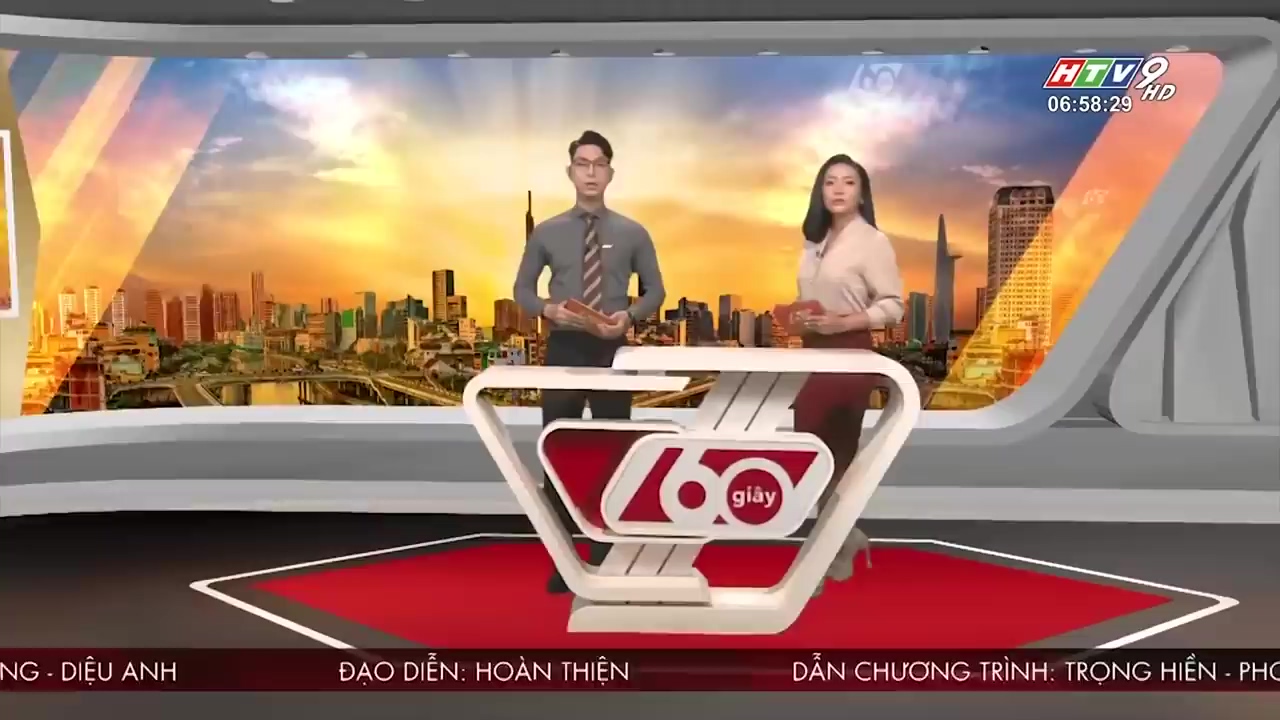 HTV9
HD
06:58:29
60
giây
NG - DIỆU ANH
ĐẠO DIỄN: HOÀN THIỆN
DẪN CHƯƠNG TRÌNH: TRỌNG HIỀN - PHO